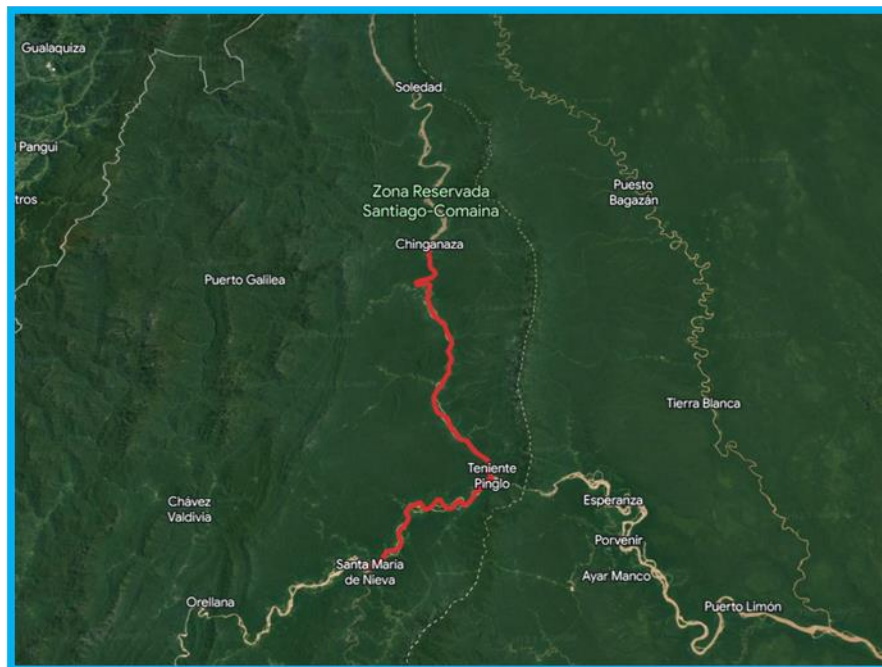 Gualaquiza
Soledad
l Pangui
Zona Reservada
Santiago-Comaina
Puesto
Bagazán
tros
Chinganaza
Puerto Galilea
Tierra Blanca
Teniente
Pinglo
Chávez
Valdivia
Esperanza
Porvenir
Santa María
de Nieva
Ayar Manco
Orellana
Puerto Limón